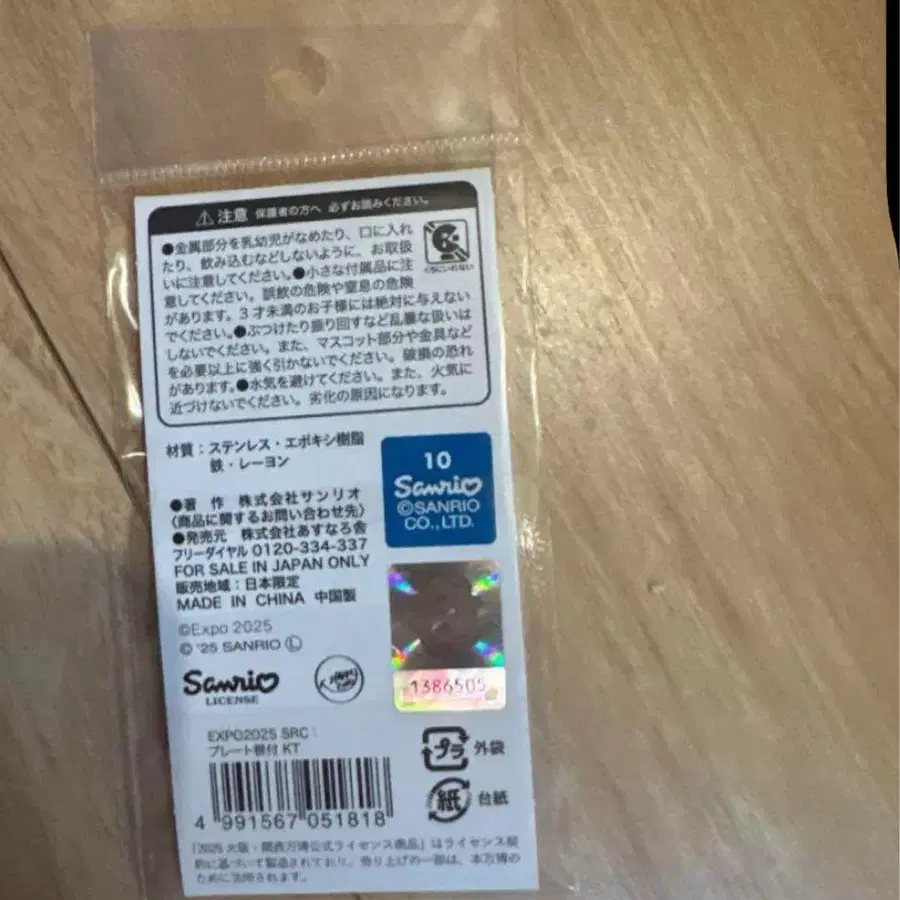 ⚠注意 保護者の方へ 必ずお読みください。
●金属部分を乳幼児がなめたり、口に入れ
たり、飲み込むなどしないように、お取扱
いに注意してください。●小さな付属品に注
意してください。誤飲の危険や窒息の危険
があります。3才未満のお子様には絶対に与えない
でください。●ぶつけたり振り回すなど乱暴な扱いは
しないでください。また、マスコット部分や金具など
を必要以上に強く引かないでください。破損の恐れ
があります。●水気を避けてください。また、火気に
近づけないでください。劣化の原因になります。
くちにいれない
材質：ステンレス・エポキシ樹脂
鉄・レーヨン
10
Sanrio
©SANRIO
CO.,LTD.
●著 作 株式会社サンリオ
〈商品に関するお問い合わせ先〉
●発売元 株式会社あすなろ舎
フリーダイヤル 0120-334-337
FOR SALE IN JAPAN ONLY
販売地域：日本限定
MADE IN CHINA 中国製
©Expo 2025
© '25 SANRIO Ⓛ
1386505
Sanrio
LICENSE
EXPO2025 SRC
プレート根付 KT
プラ 外袋
紙 台紙
4 991567 051818
「2025 大阪・関西万博公式ライセンス商品」はライセンス契
約に基づいて製造されており、売り上げの一部は、本万博の
ために活用されます。